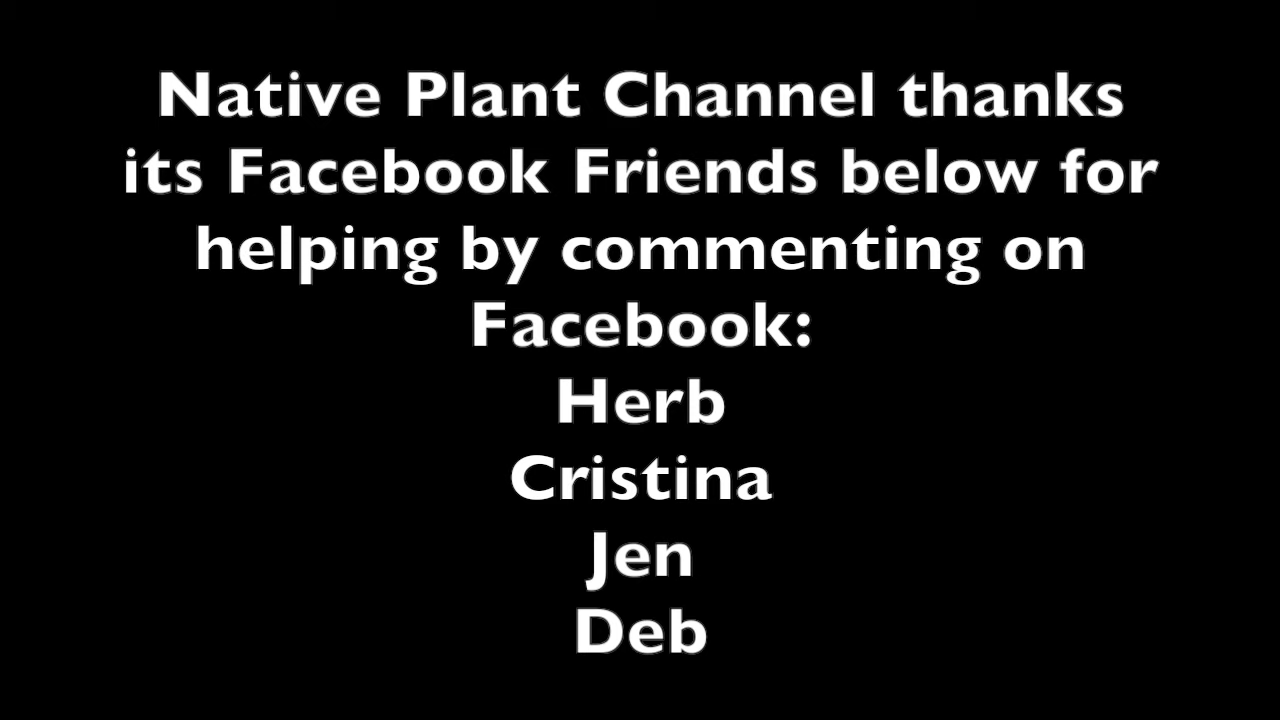 Native Plant Channel thanks
its Facebook Friends below for
helping by commenting on
Facebook:
Herb
Cristina
Jen
Deb